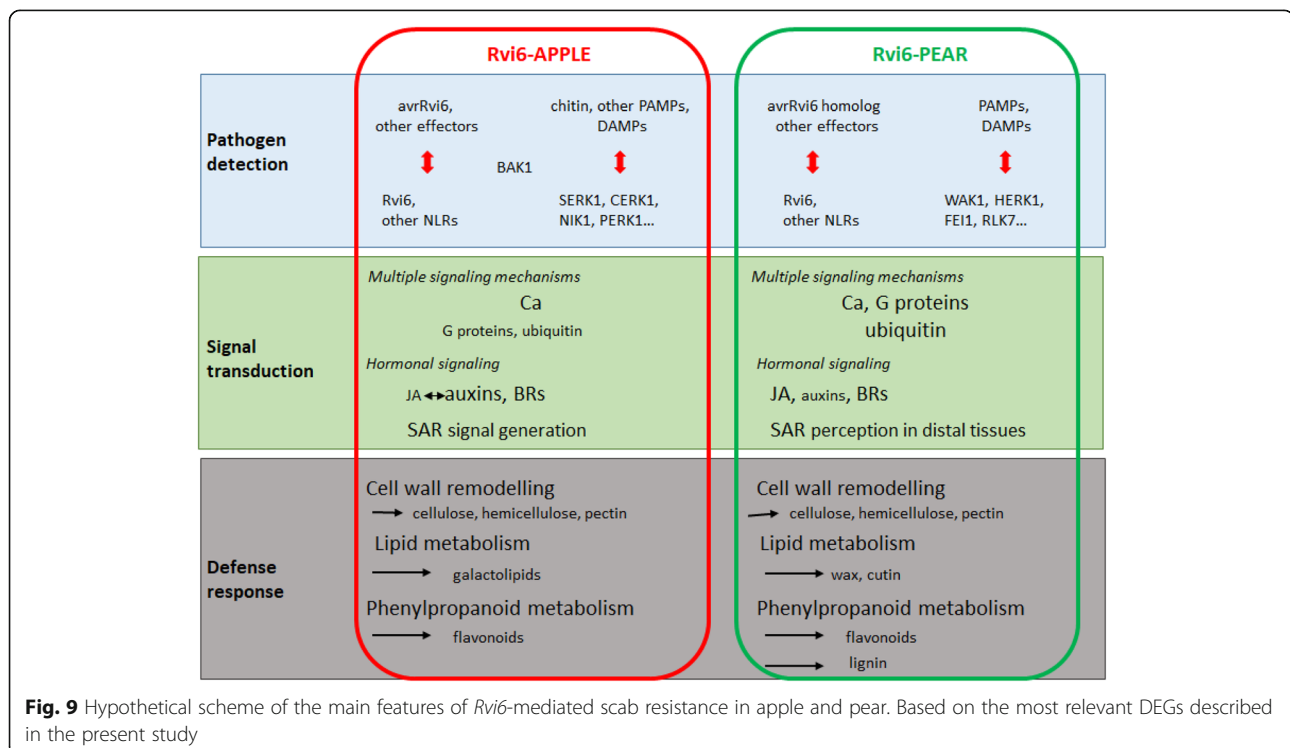 Rvi6-APPLE
Rvi6-PEAR
Pathogen
detection
avrRvi6,
other effectors
chitin, other PAMPs,
DAMPs
BAK1
Rvi6,
other NLRs
SERK1, CERK1,
NIK1, PERK1...
avrRvi6 homolog
other effectors
PAMPs,
DAMPs
Rvi6,
other NLRs
WAK1, HERK1,
FEI1, RLK7...
Signal
transduction
Multiple signaling mechanisms
Ca
G proteins, ubiquitin
Hormonal signaling
JA auxins, BRs
SAR signal generation
Multiple signaling mechanisms
Ca, G proteins
ubiquitin
Hormonal signaling
JA, auxins, BRs
SAR perception in distal tissues
Defense
response
Cell wall remodelling
cellulose, hemicellulose, pectin
Lipid metabolism
galactolipids
Phenylpropanoid metabolism
flavonoids
Cell wall remodelling
cellulose, hemicellulose, pectin
Lipid metabolism
wax, cutin
Phenylpropanoid metabolism
flavonoids
lignin
Fig. 9 Hypothetical scheme of the main features of Rvi6-mediated scab resistance in apple and pear. Based on the most relevant DEGs described
in the present study